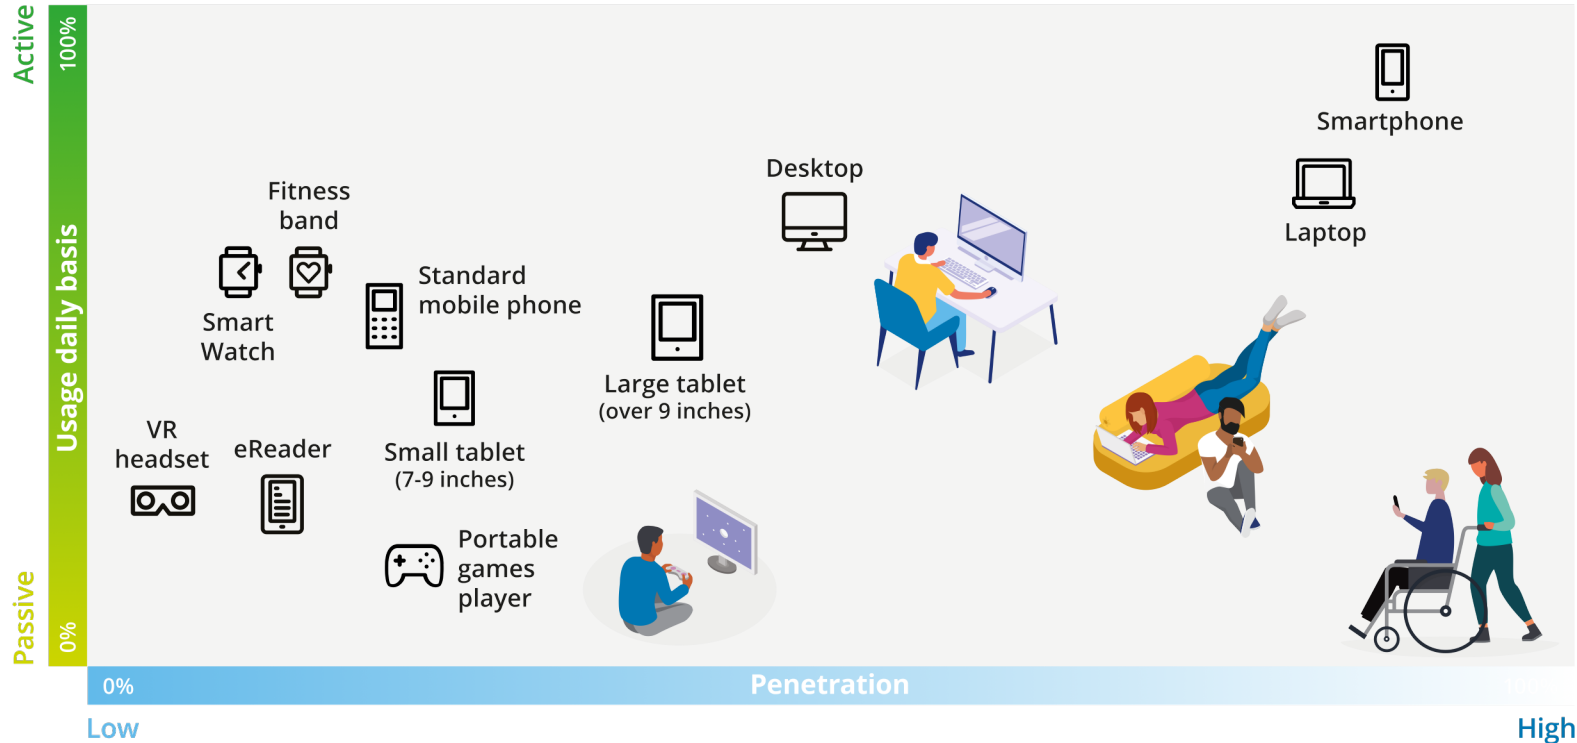 Active
100%
Smartphone
Desktop
Laptop
Fitness
band
Standard
mobile phone
Smart
Watch
Usage daily basis
Large tablet
(over 9 inches)
VR
headset
eReader
Small tablet
(7-9 inches)
Portable
games
player
Passive
0%
0%
Penetration
100%
Low
High